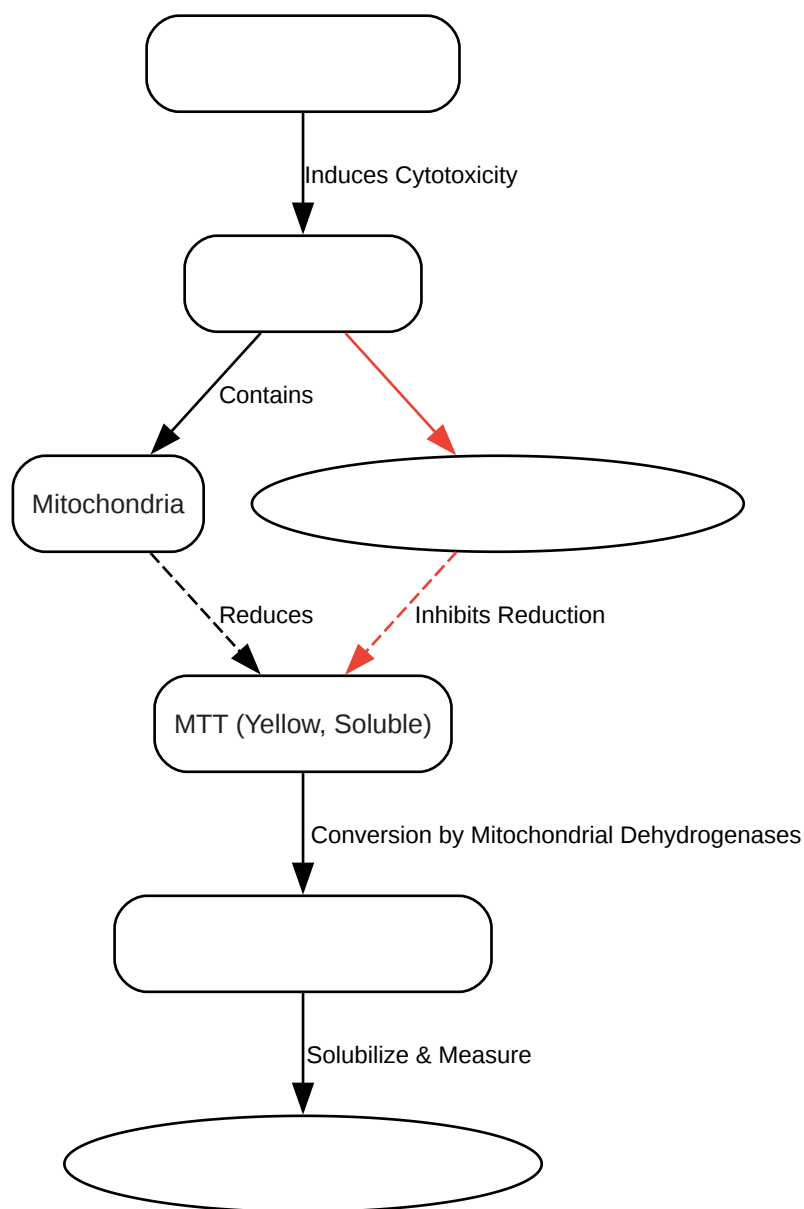 Induces Cytotoxicity
Contains
Mitochondria
Reduces
Inhibits Reduction
MTT (Yellow, Soluble)
Conversion by Mitochondrial Dehydrogenases
Solubilize & Measure